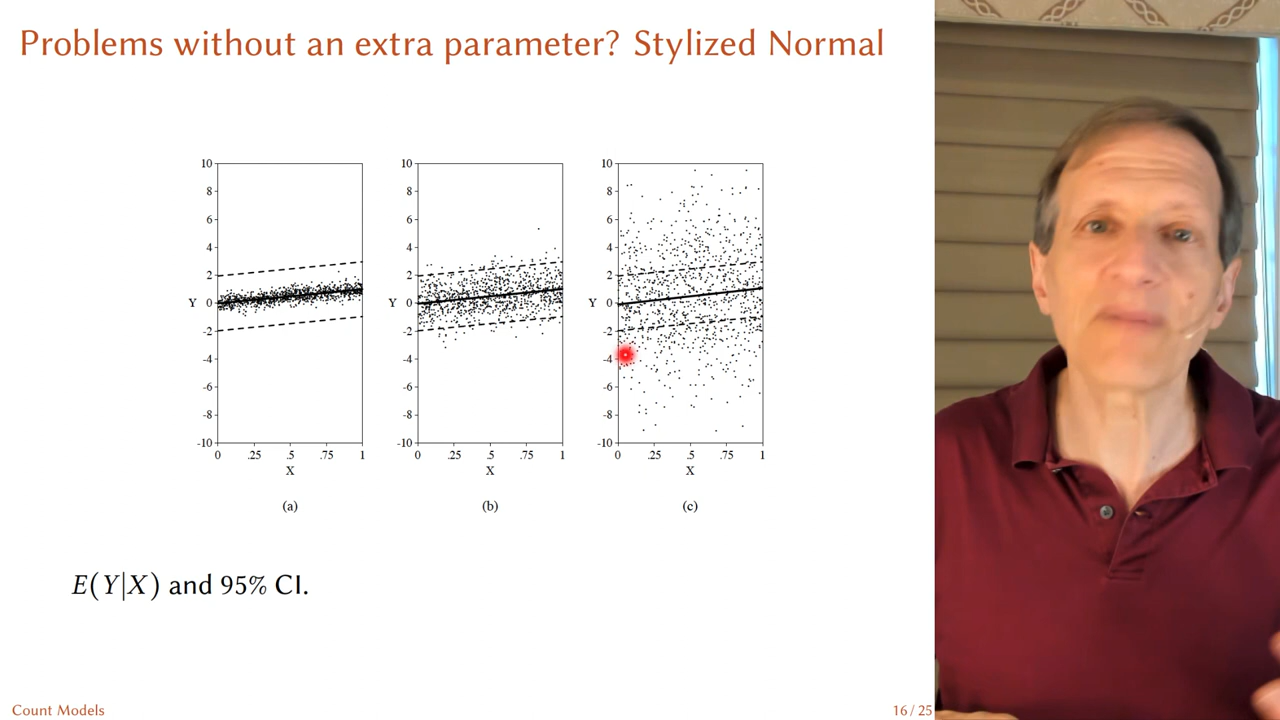 Problems without an extra parameter? Stylized Normal
10
8
6
4
2
Y 0
-2
-4
-6
-8
-10
0 .25 .5 .75 1
X
(a)
10
8
6
4
2
Y 0
-2
-4
-6
-8
-10
0 .25 .5 .75 1
X
(b)
10
8
6
4
2
Y 0
-2
-4
-6
-8
-10
0 .25 .5 .75 1
X
(c)
E(Y|X) and 95% CI.
Count Models
16 / 25